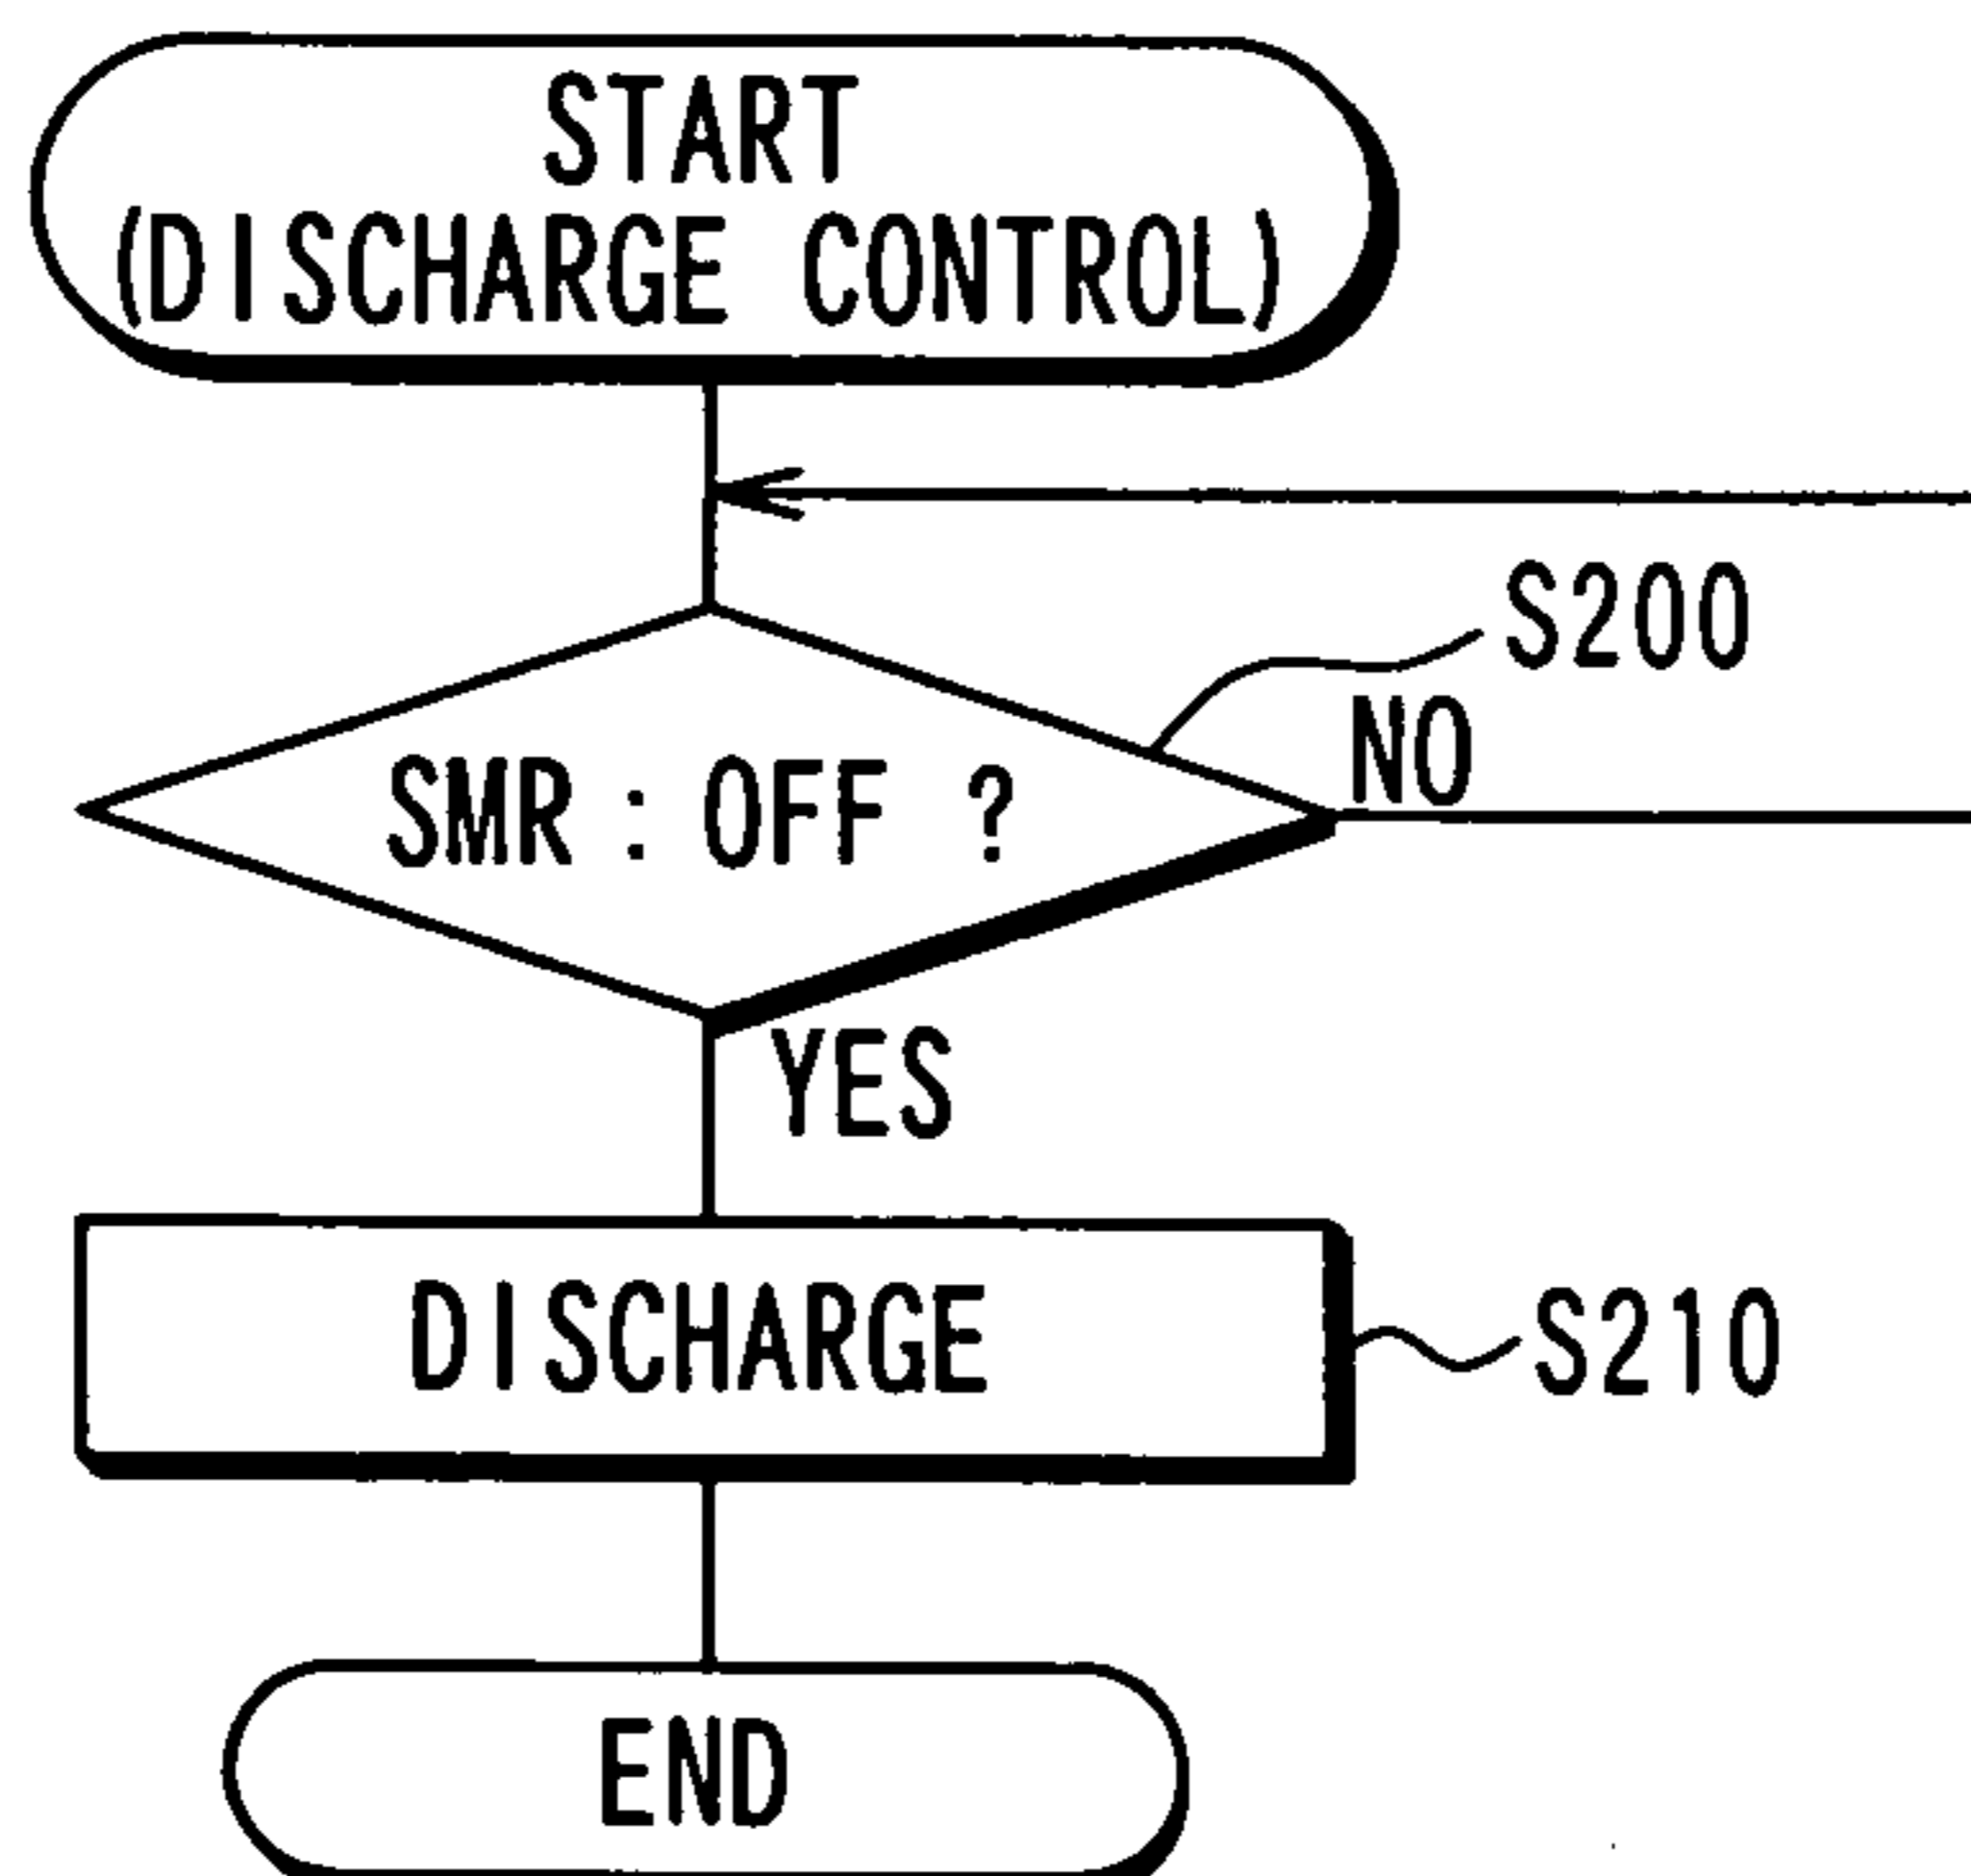 START
(DISCHARGE CONTROL)
S200
NO
SMR : OFF ?
YES
DISCHARGE
S210
END